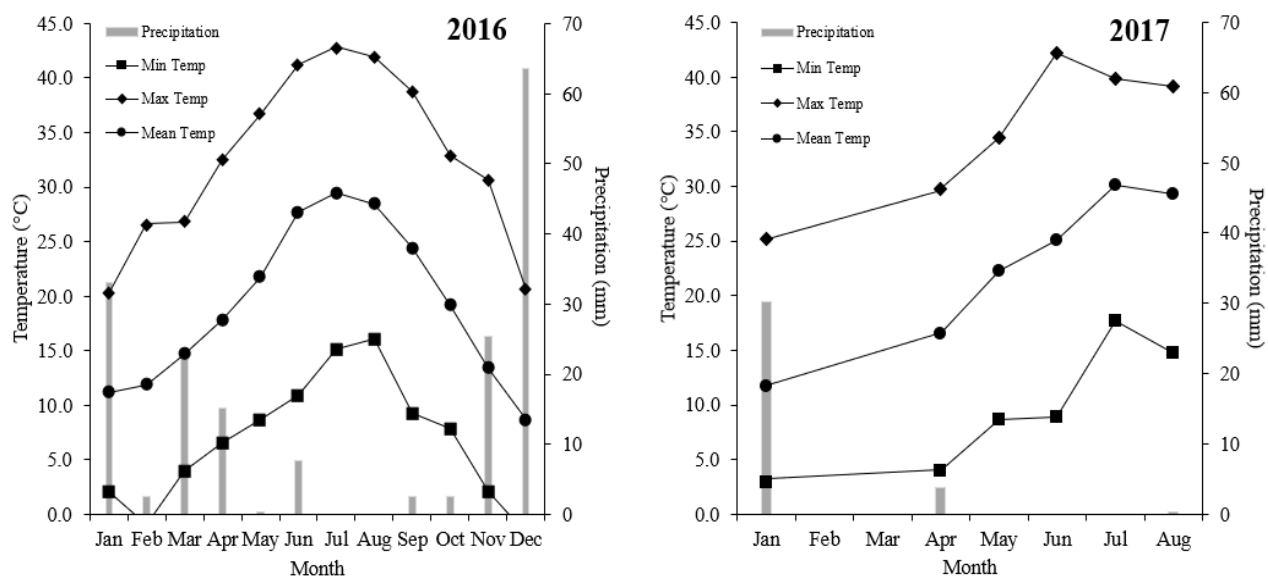 2016
Precipitation
Min Temp
Max Temp
Mean Temp
45.0
40.0
35.0
30.0
25.0
20.0
15.0
10.0
5.0
0.0
Temperature (°C)
70
60
50
40
30
20
10
0
Precipitation (mm)
Jan Feb Mar Apr May Jun Jul Aug Sep Oct Nov Dec
Month
2017
Precipitation
Min Temp
Max Temp
Mean Temp
45.0
40.0
35.0
30.0
25.0
20.0
15.0
10.0
5.0
0.0
Temperature (°C)
70
60
50
40
30
20
10
0
Precipitation (mm)
Jan Feb Mar Apr May Jun Jul Aug
Month